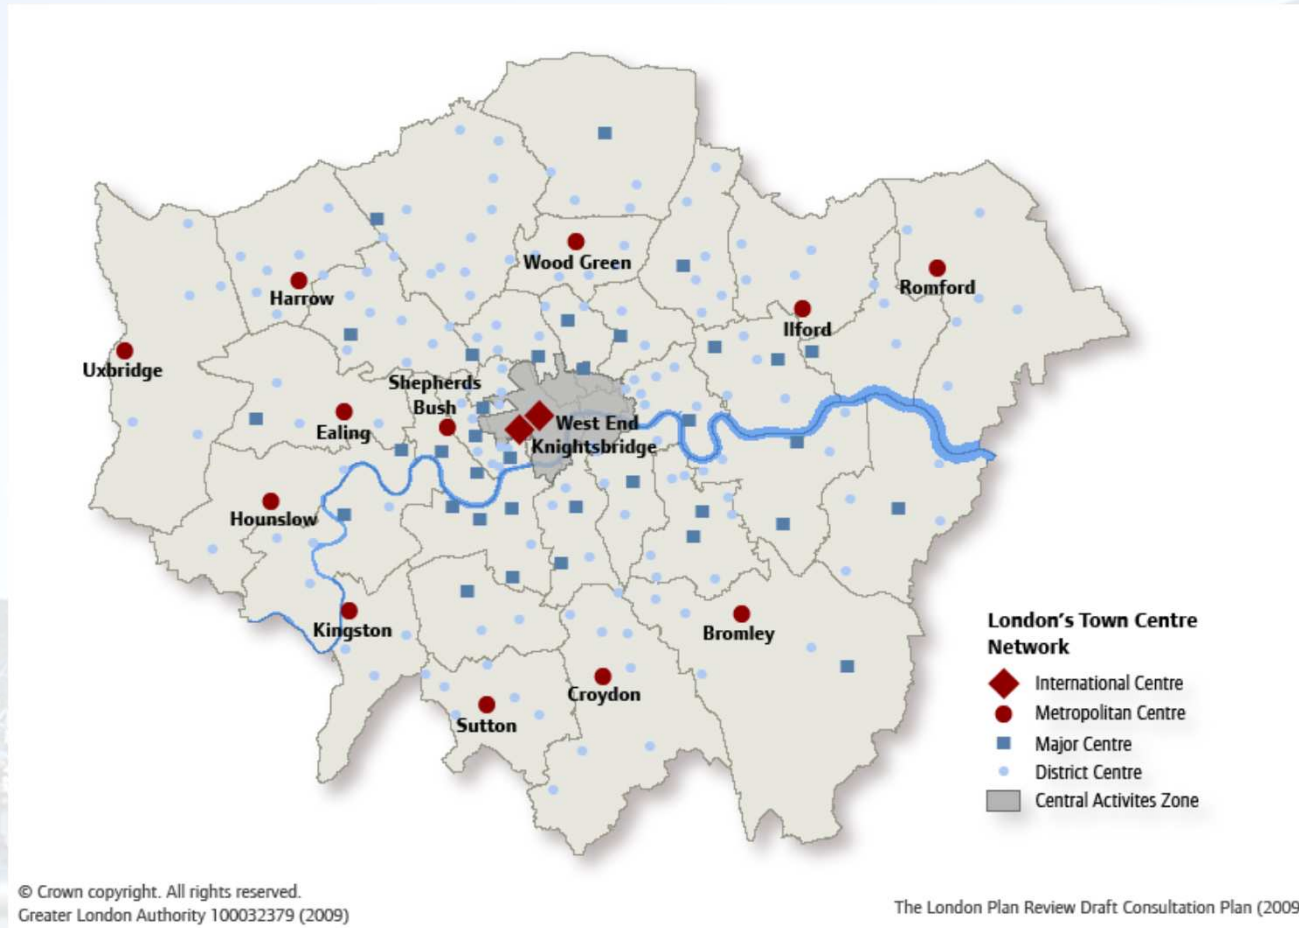 Wood Green
Romford
Harrow
Ilford
Uxbridge
Shepherds
Bush
West End
Ealing
Knightsbridge
Hounslow
Kingston
Bromley
Croydon
Sutton
London's Town Centre
Network
International Centre
Metropolitan Centre
Major Centre
District Centre
Central Activites Zone
© Crown copyright. All rights reserved.
Greater London Authority 100032379 (2009)
The London Plan Review Draft Consultation Plan (2009